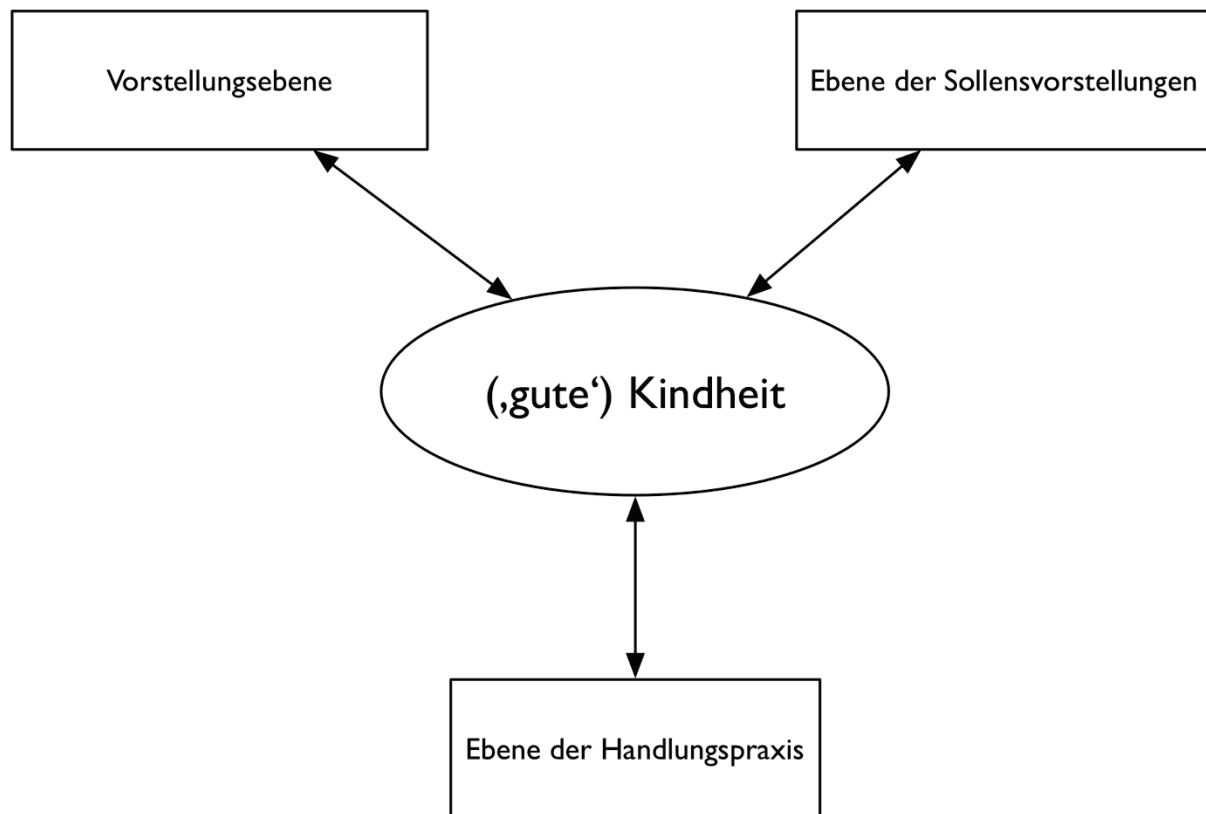 Vorstellungsebene
Ebene der Sollensvorstellungen
(‚gute‘) Kindheit
Ebene der Handlungspraxis